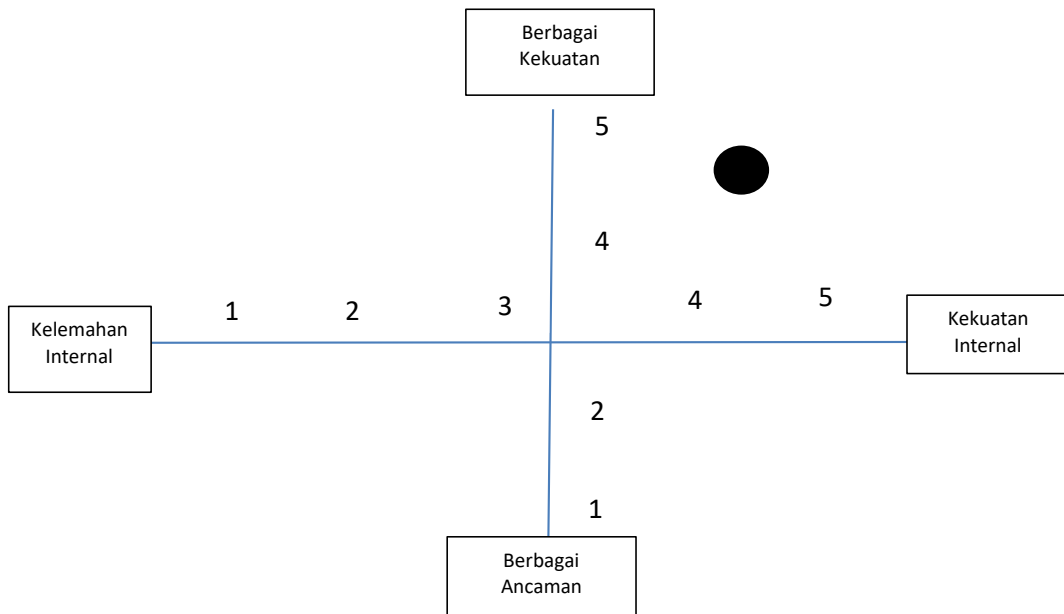 Berbagai
Kekuatan
5
4
1 2 3 4 5
Kelemahan
Internal
Kekuatan
Internal
2
1
Berbagai
Ancaman